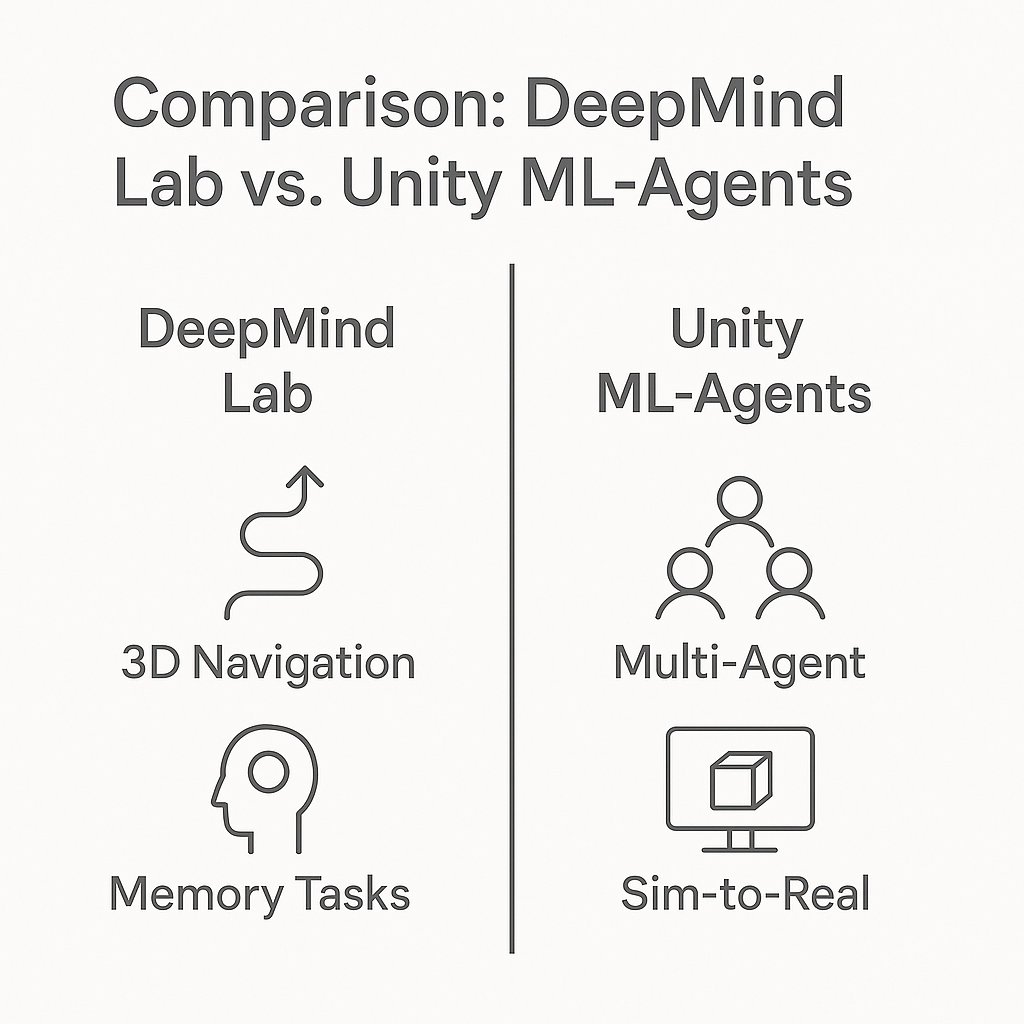 Comparison: DeepMind
Lab vs. Unity ML-Agents
DeepMind
Lab
3D Navigation
Memory Tasks
Unity
ML-Agents
Multi-Agent
Sim-to-Real